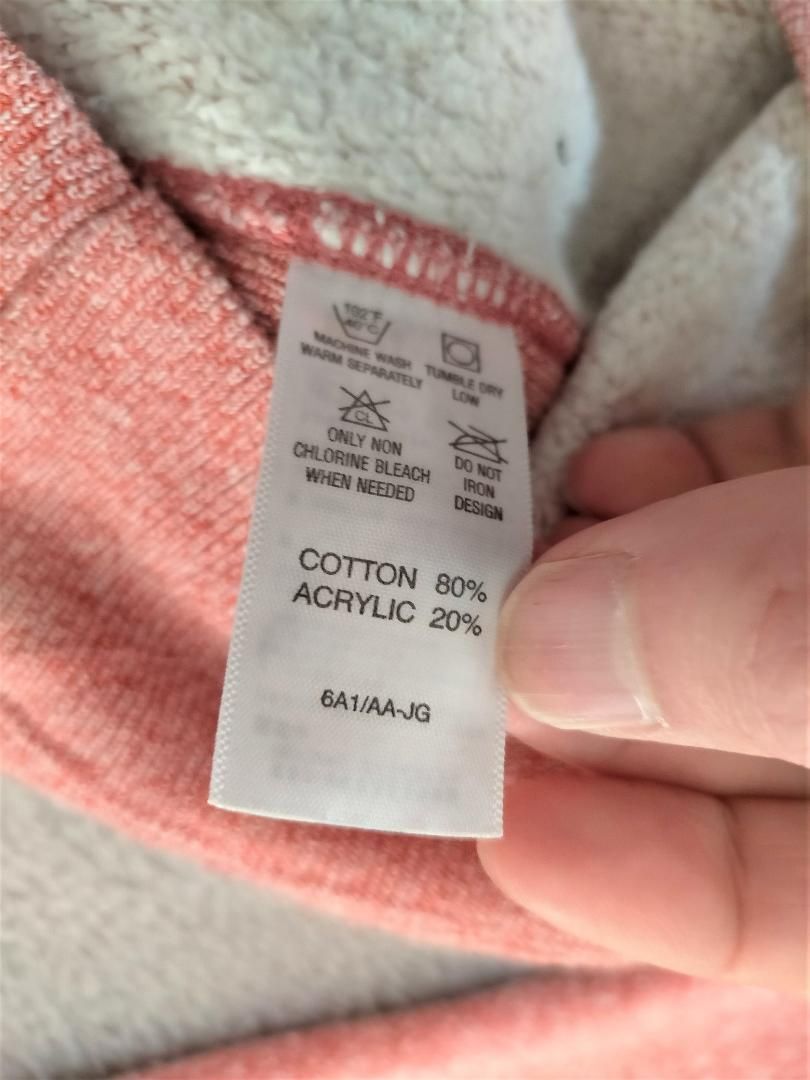 102°F
40°C
MACHINE WASH
WARM SEPARATELY
TUMBLE DRY
LOW
CL
ONLY NON
CHLORINE BLEACH
WHEN NEEDED
DO NOT
IRON
DESIGN
COTTON 80%
ACRYLIC 20%
6A1/AA-JG